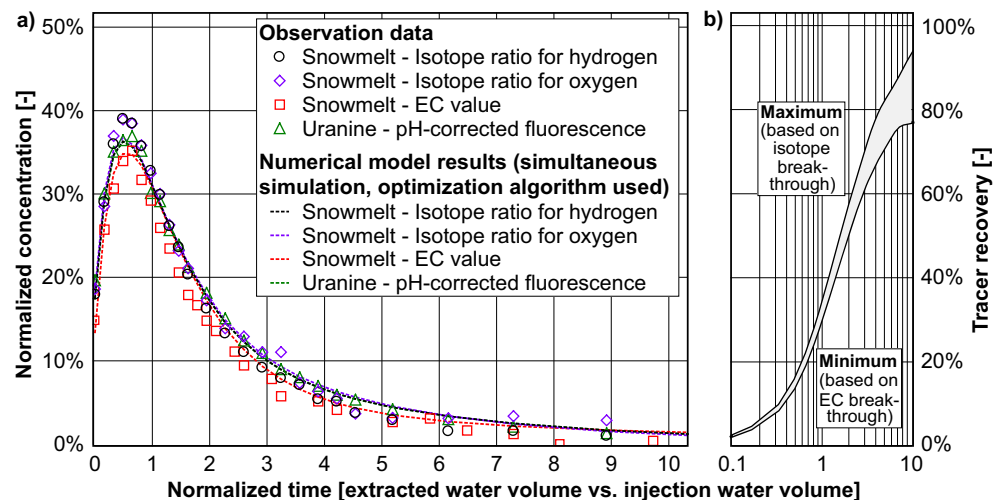 a)
50%
40%
30%
20%
10%
0%
Normalized concentration [-]
Observation data
Snowmelt - Isotope ratio for hydrogen
Snowmelt - Isotope ratio for oxygen
Snowmelt - EC value
Uranine - pH-corrected fluorescence
Numerical model results (simultaneous
simulation, optimization algorithm used)
Snowmelt - Isotope ratio for hydrogen
Snowmelt - Isotope ratio for oxygen
Snowmelt - EC value
Uranine - pH-corrected fluorescence
0 1 2 3 4 5 6 7 8 9 10
b)
Maximum
(based on
isotope
break-
through)
Minimum
(based on
EC break-
through)
100%
80%
60%
40%
20%
0%
Tracer recovery [-]
0.1 1 10
Normalized time [extracted water volume vs. injection water volume]